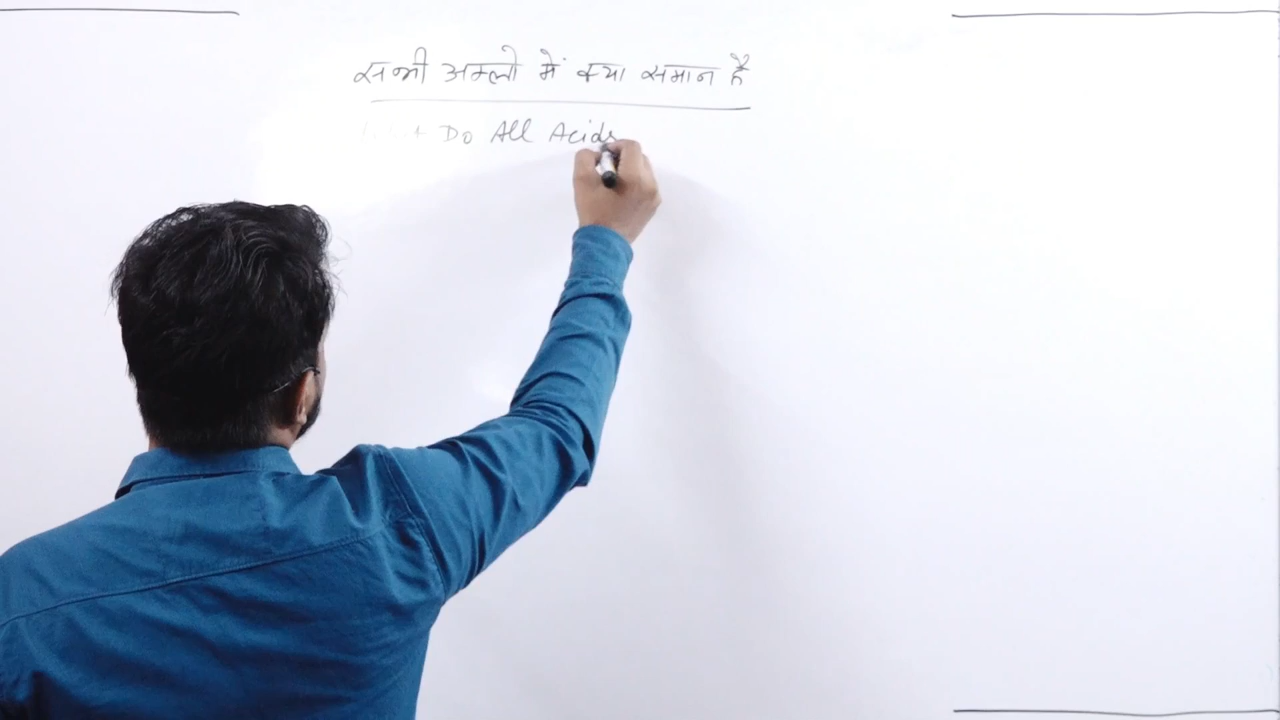 सभी अम्लो में क्या समान है
Do All Acids